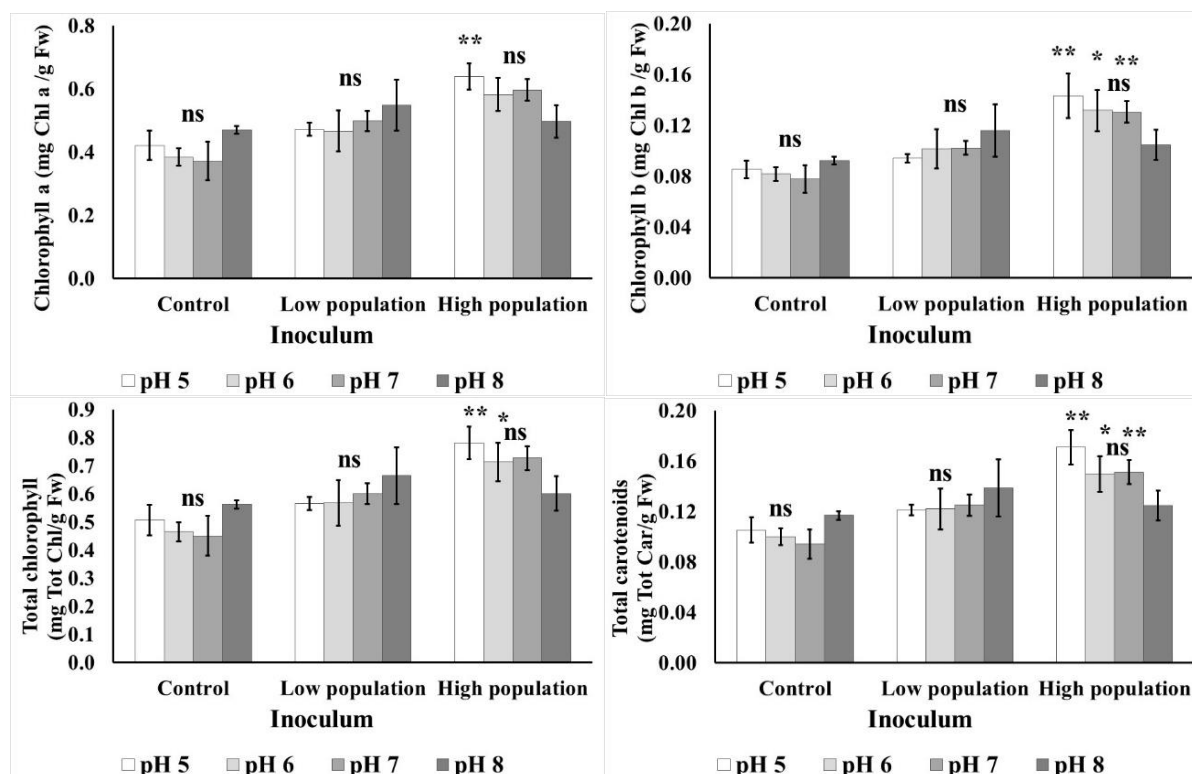 Chlorophyll a (mg Chl a /g Fw)
0.8
0.6
0.4
0.2
0.0
ns
ns
** ns
Control Low population High population
Inoculum
pH 5 pH 6 pH 7 pH 8
Chlorophyll b (mg Chl b /g Fw)
0.20
0.16
0.12
0.08
0.04
0.00
ns
ns
** * **
ns
Control Low population High population
Inoculum
pH 5 pH 6 pH 7 pH 8
Total chlorophyll
(mg Tot Chl/g Fw)
0.9
0.8
0.7
0.6
0.5
0.4
0.3
0.2
0.1
0.0
ns
ns
** * ns
Control Low population High population
Inoculum
pH 5 pH 6 pH 7 pH 8
Total carotenoids
(mg Tot Car/g Fw)
0.20
0.16
0.12
0.08
0.04
0.00
ns
ns
** * **
ns
Control Low population High population
Inoculum
pH 5 pH 6 pH 7 pH 8